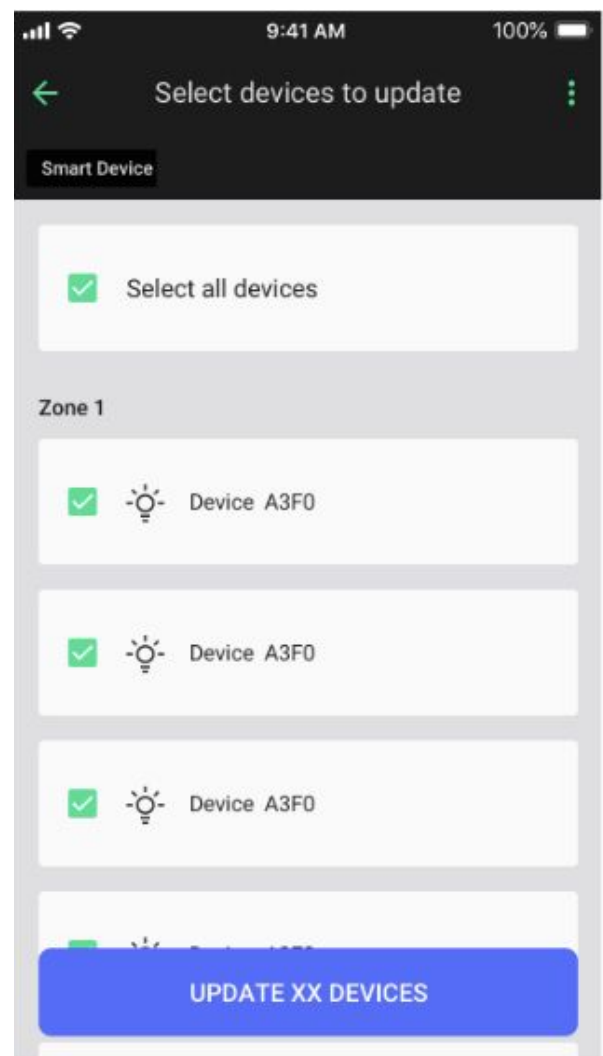 9:41 AM 100%
Select devices to update
Smart Device
Select all devices
Zone 1
Device A3F0
Device A3F0
Device A3F0
UPDATE XX DEVICES